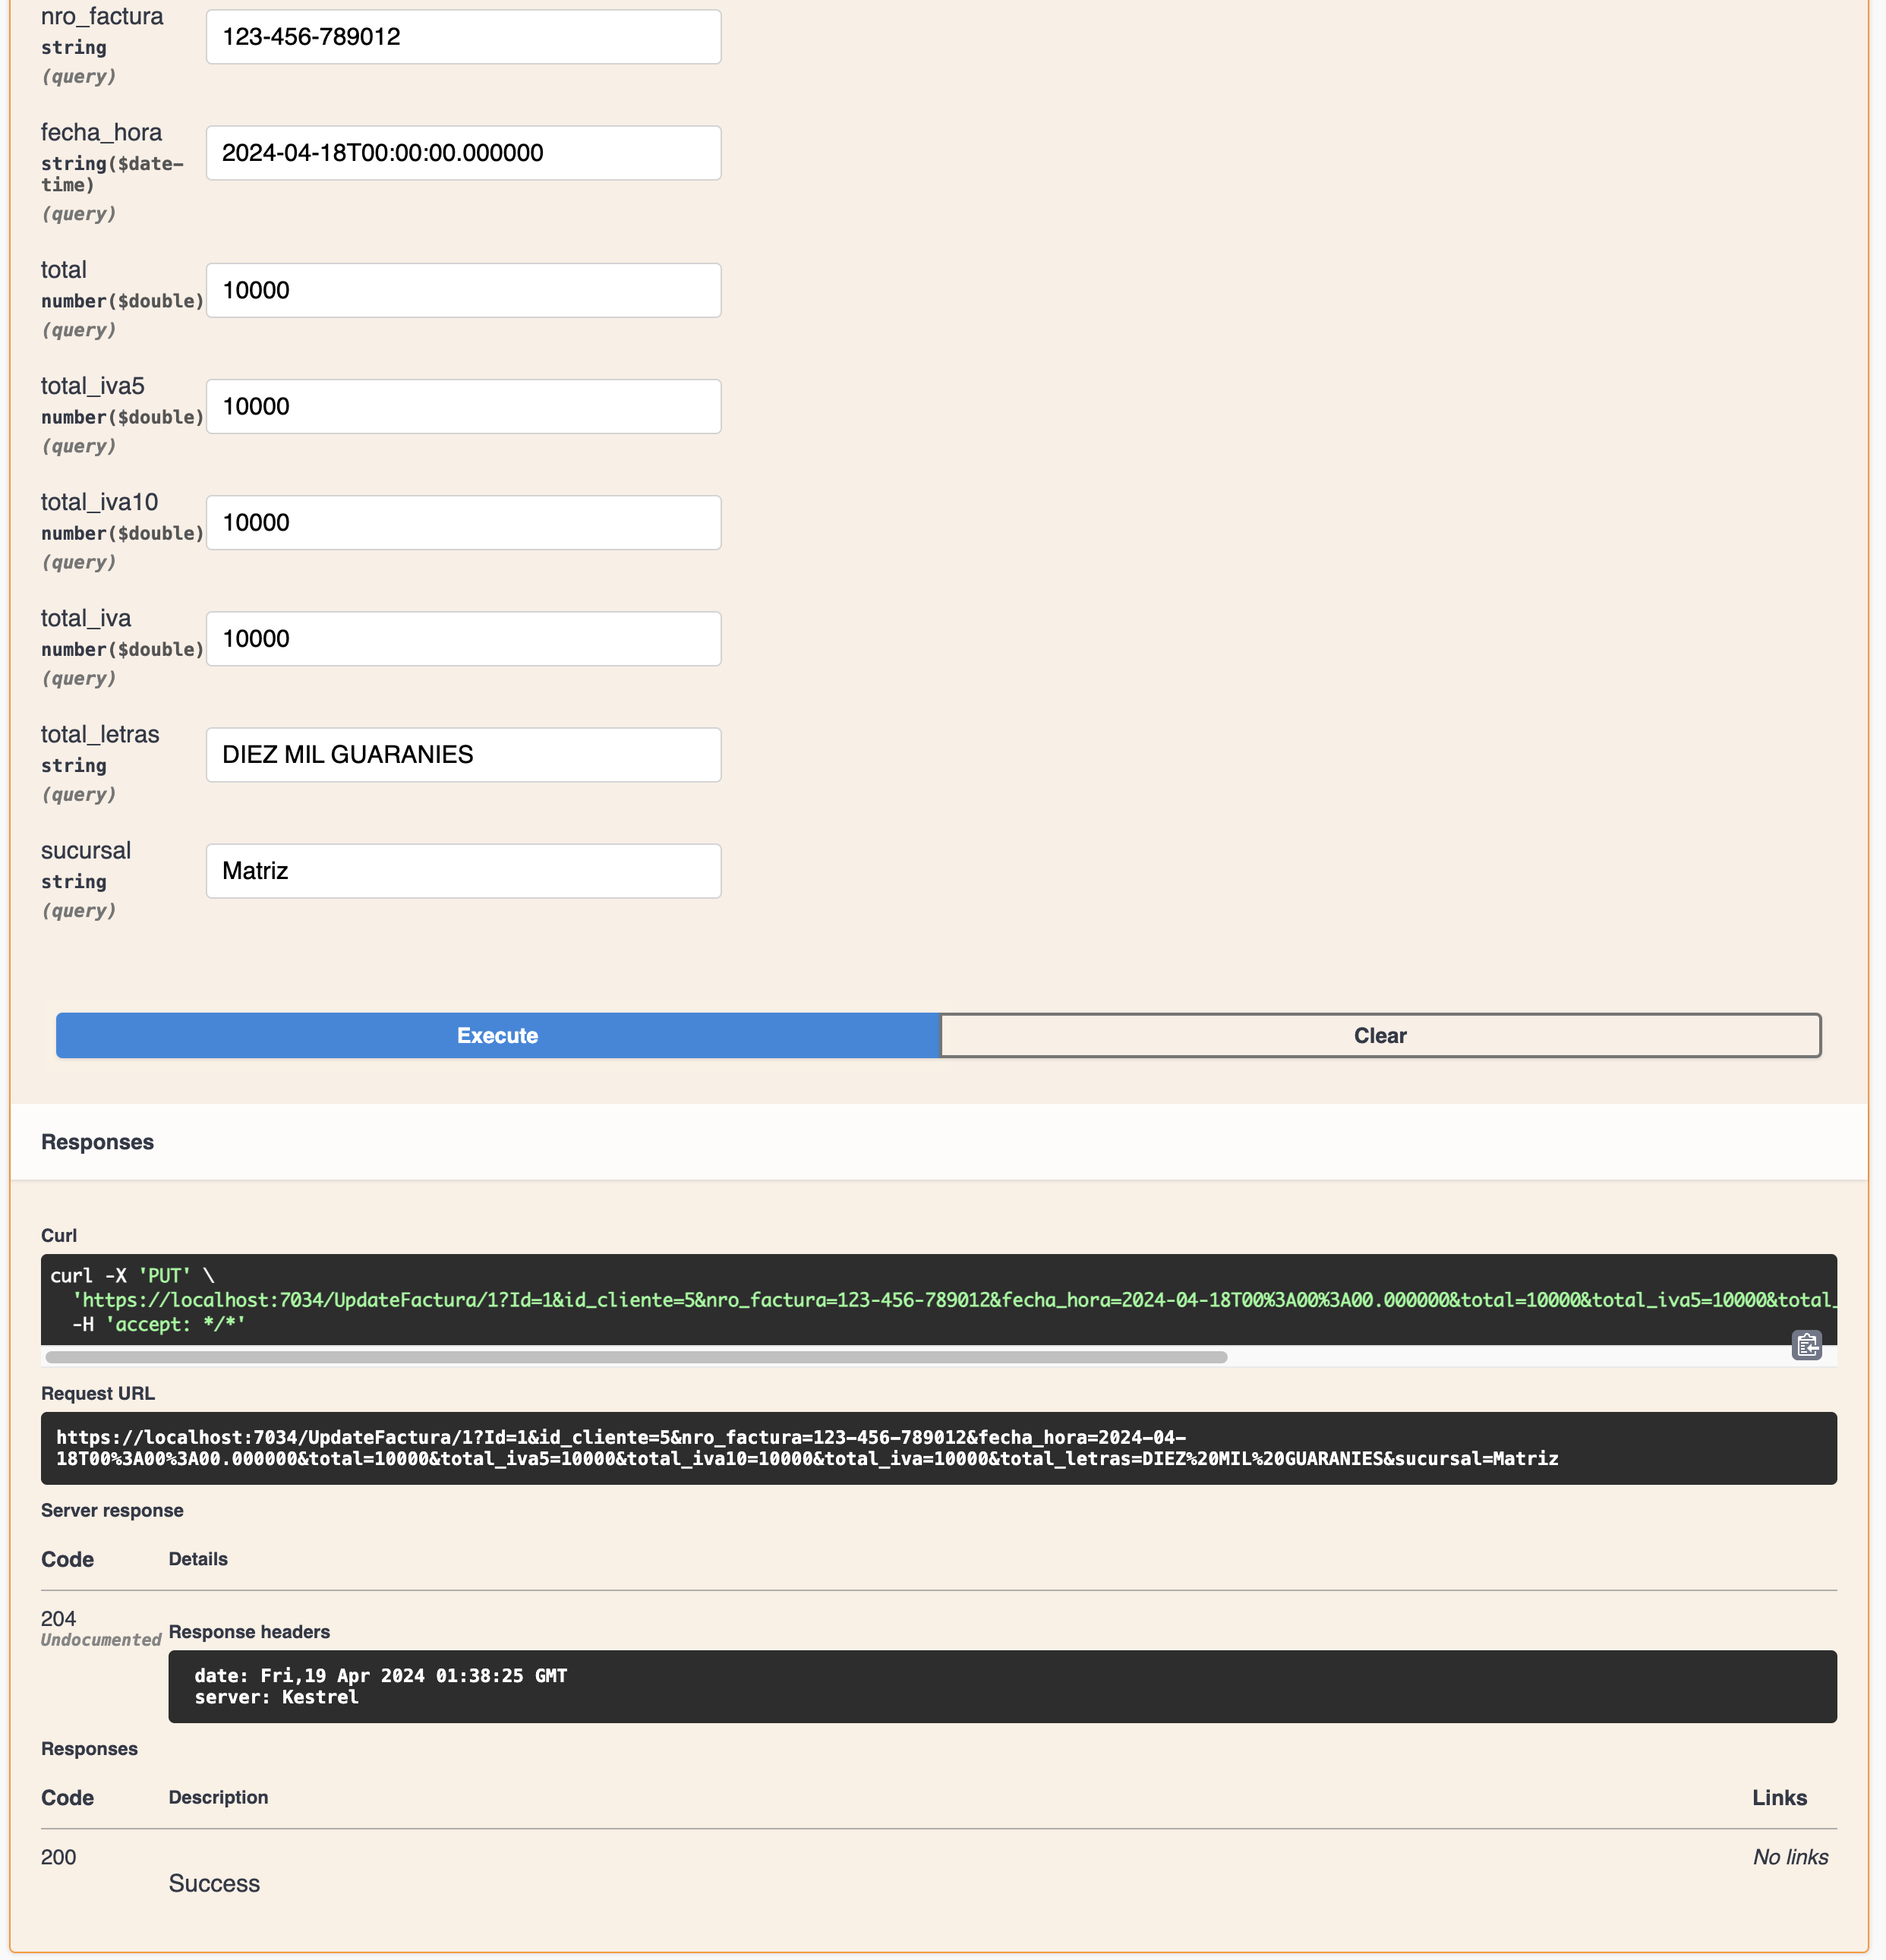 nro_factura
string
(query)
123-456-789012
fecha_hora
string($date-
time)
(query)
2024-04-18T00:00:00.000000
total
number($double)
(query)
10000
total_iva5
number($double)
(query)
10000
total_iva10
number($double)
(query)
10000
total_iva
number($double)
(query)
10000
total_letras
string
(query)
DIEZ MIL GUARANIES
sucursal
string
(query)
Matriz
Execute
Clear
Responses
Curl
curl -X 'PUT' \
'https://localhost:7034/UpdateFactura/1?Id=1&id_cliente=5&nro_factura=123-456-789012&fecha_hora=2024-04-18T00%3A00%3A00.000000&total=10000&total_iva5=10000&total_
-H 'accept: */*'
Request URL
https://localhost:7034/UpdateFactura/1?Id=1&id_cliente=5&nro_factura=123-456-789012&fecha_hora=2024-04-
18T00%3A00%3A00.000000&total=10000&total_iva5=10000&total_iva10=10000&total_iva=10000&total_letras=DIEZ%20MIL%20GUARANIES&sucursal=Matriz
Server response
Code Details
204
Undocumented
Response headers
date: Fri,19 Apr 2024 01:38:25 GMT
server: Kestrel
Responses
Code Description Links
200
Success
No links